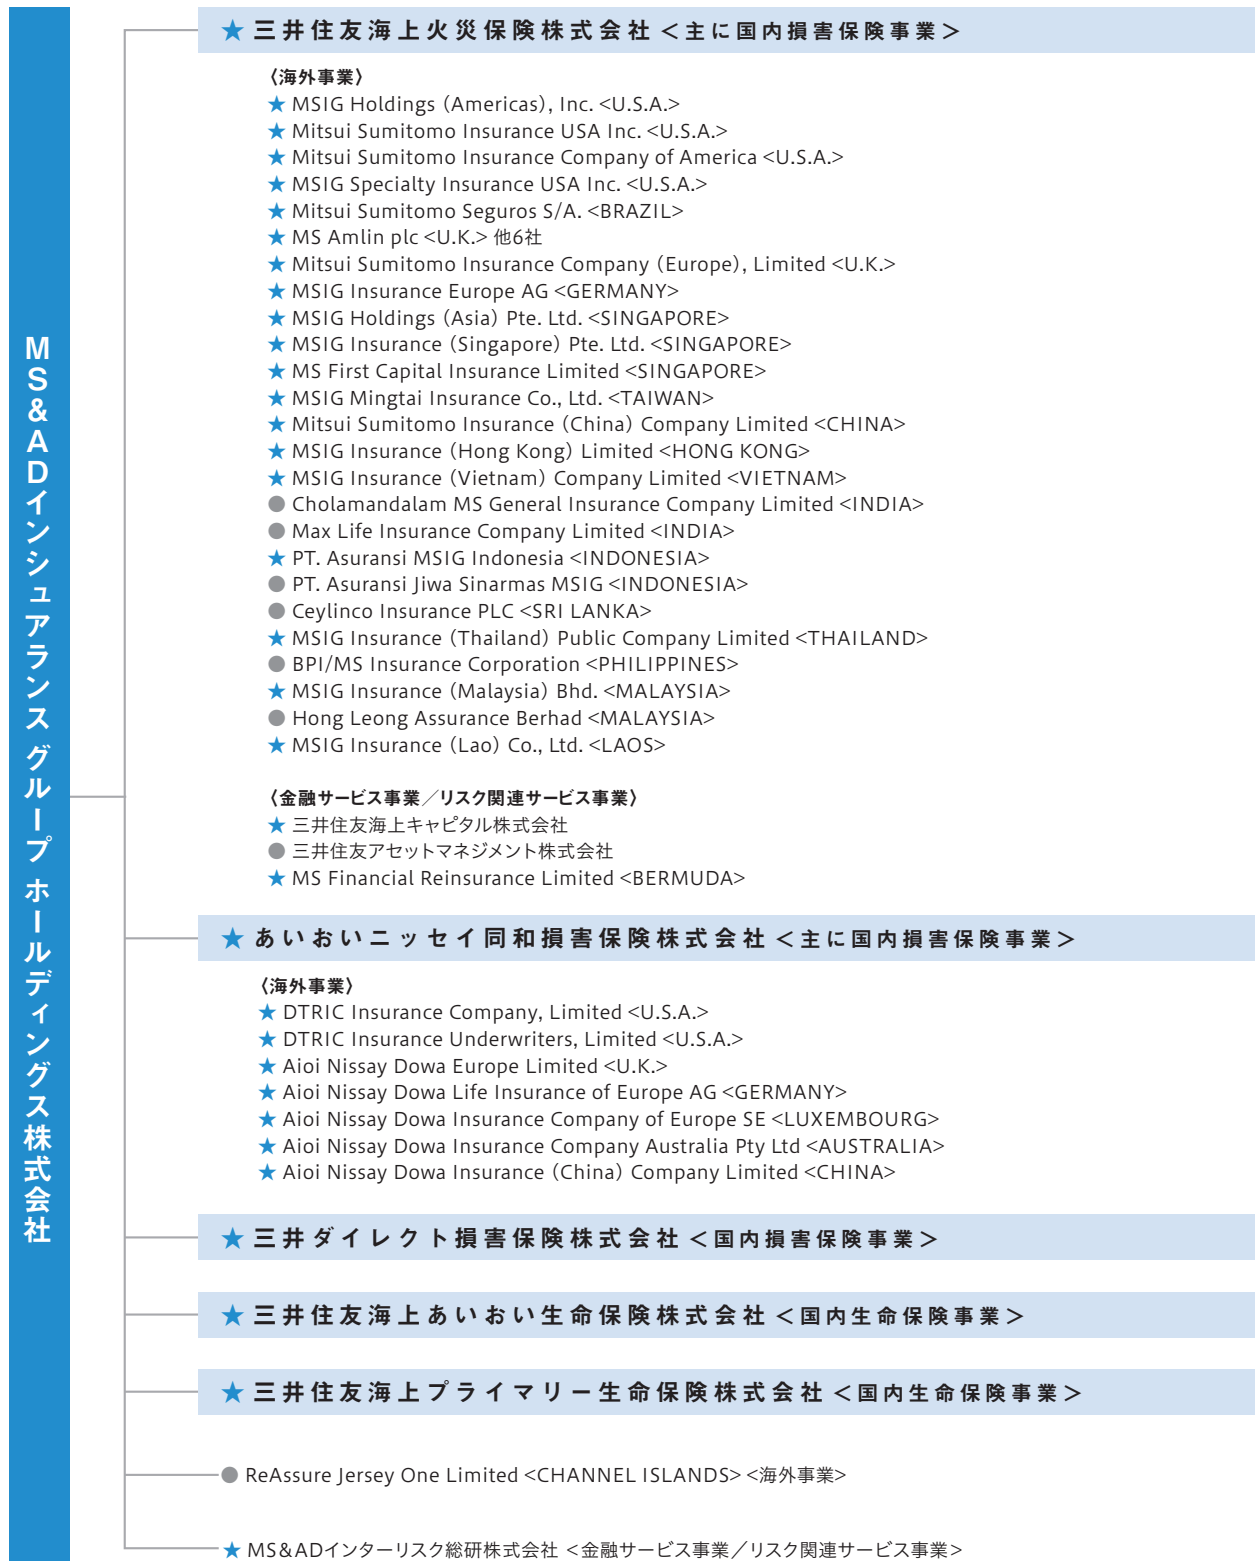 MS&ADインシュアランス グループ ホールディングス株式会社
★ 三井住友海上火災保険株式会社 <主に国内損害保険事業>
〈海外事業〉
★ MSIG Holdings (Americas), Inc. <U.S.A.>
★ Mitsui Sumitomo Insurance USA Inc. <U.S.A.>
★ Mitsui Sumitomo Insurance Company of America <U.S.A.>
★ MSIG Specialty Insurance USA Inc. <U.S.A.>
★ Mitsui Sumitomo Seguros S/A. <BRAZIL>
★ MS Amlin plc <U.K.> 他6社
★ Mitsui Sumitomo Insurance Company (Europe), Limited <U.K.>
★ MSIG Insurance Europe AG <GERMANY>
★ MSIG Holdings (Asia) Pte. Ltd. <SINGAPORE>
★ MSIG Insurance (Singapore) Pte. Ltd. <SINGAPORE>
★ MS First Capital Insurance Limited <SINGAPORE>
★ MSIG Mingtai Insurance Co., Ltd. <TAIWAN>
★ Mitsui Sumitomo Insurance (China) Company Limited <CHINA>
★ MSIG Insurance (Hong Kong) Limited <HONG KONG>
★ MSIG Insurance (Vietnam) Company Limited <VIETNAM>
● Cholamandalam MS General Insurance Company Limited <INDIA>
● Max Life Insurance Company Limited <INDIA>
★ PT. Asuransi MSIG Indonesia <INDONESIA>
● PT. Asuransi Jiwa Sinarmas MSIG <INDONESIA>
● Ceylinco Insurance PLC <SRI LANKA>
★ MSIG Insurance (Thailand) Public Company Limited <THAILAND>
● BPI/MS Insurance Corporation <PHILIPPINES>
★ MSIG Insurance (Malaysia) Bhd. <MALAYSIA>
● Hong Leong Assurance Berhad <MALAYSIA>
★ MSIG Insurance (Lao) Co., Ltd. <LAOS>
〈金融サービス事業/リスク関連サービス事業〉
★ 三井住友海上キャピタル株式会社
● 三井住友アセットマネジメント株式会社
★ MS Financial Reinsurance Limited <BERMUDA>
★ あいおいニッセイ同和損害保険株式会社 <主に国内損害保険事業>
〈海外事業〉
★ DTRIC Insurance Company, Limited <U.S.A.>
★ DTRIC Insurance Underwriters, Limited <U.S.A.>
★ Aioi Nissay Dowa Europe Limited <U.K.>
★ Aioi Nissay Dowa Life Insurance of Europe AG <GERMANY>
★ Aioi Nissay Dowa Insurance Company of Europe SE <LUXEMBOURG>
★ Aioi Nissay Dowa Insurance Company Australia Pty Ltd <AUSTRALIA>
★ Aioi Nissay Dowa Insurance (China) Company Limited <CHINA>
★ 三井ダイレクト損害保険株式会社 <国内損害保険事業>
★ 三井住友海上あいおい生命保険株式会社 <国内生命保険事業>
★ 三井住友海上プライマリー生命保険株式会社 <国内生命保険事業>
● ReAssure Jersey One Limited <CHANNEL ISLANDS> <海外事業>
★ MS&ADインターリスク総研株式会社 <金融サービス事業/リスク関連サービス事業>